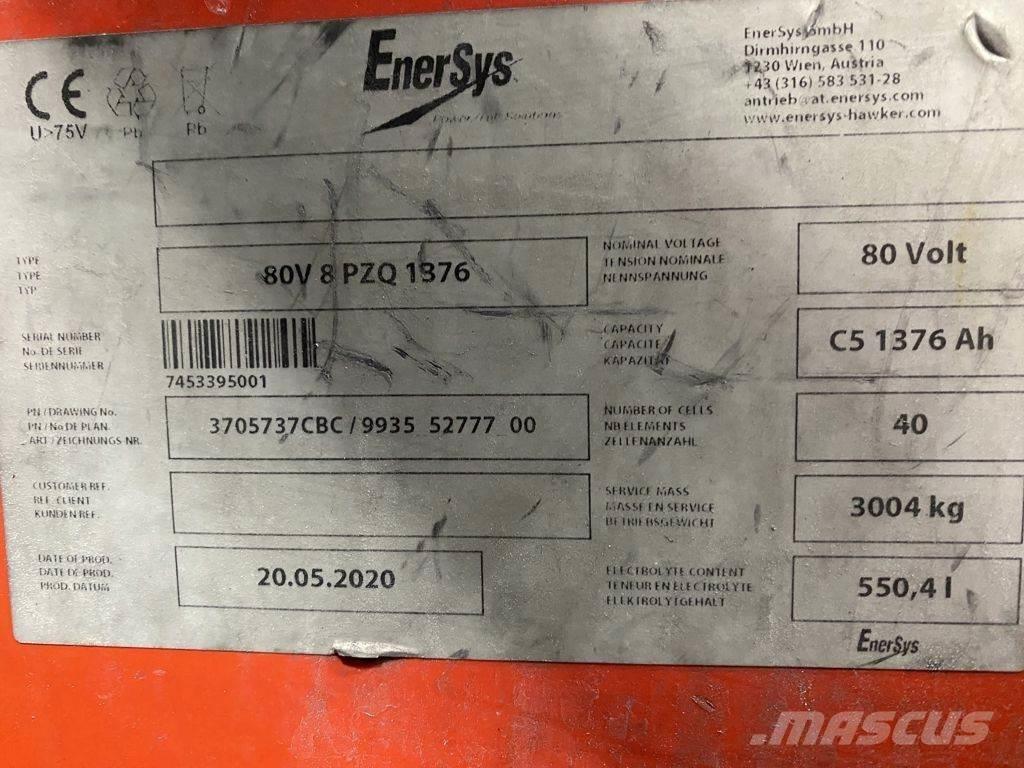 EnerSys GmbH
Dirmhirngasse 110
1230 Wien, Austria
+43 (316) 583 531-28
antrieb@at.enersys.com
www.enersys-hawker.com
EnerSys
Power/Full Solutions
CE
U>75V Pb Pb
TYPE
TYPE
TYP
80V 8 PZQ 1376
NOMINAL VOLTAGE
TENSION NOMINALE
NENNSPANNUNG
80 Volt
SERIAL NUMBER
No. DE SERIE
SERIENNUMMER
7453395001
CAPACITY
CAPACITE
KAPAZITÄT
C5 1376 Ah
PN / DRAWING No.
PN / No DE PLAN.
ART / ZEICHNUNGS NR.
3705737CBC / 9935 52777 00
NUMBER OF CELLS
NB ELEMENTS
ZELLENANZAHL
40
CUSTOMER REF.
REF. CLIENT
KUNDEN REF.
SERVICE MASS
MASSE EN SERVICE
BETRIEBSGEWICHT
3004 kg
DATE OF PROD.
DATE DE PROD.
PROD. DATUM
20.05.2020
ELECTROLYTE CONTENT
TENEUR EN ELECTROLYTE
ELEKTROLYTGEHALT
550,4 l
EnerSys
.MASCUS